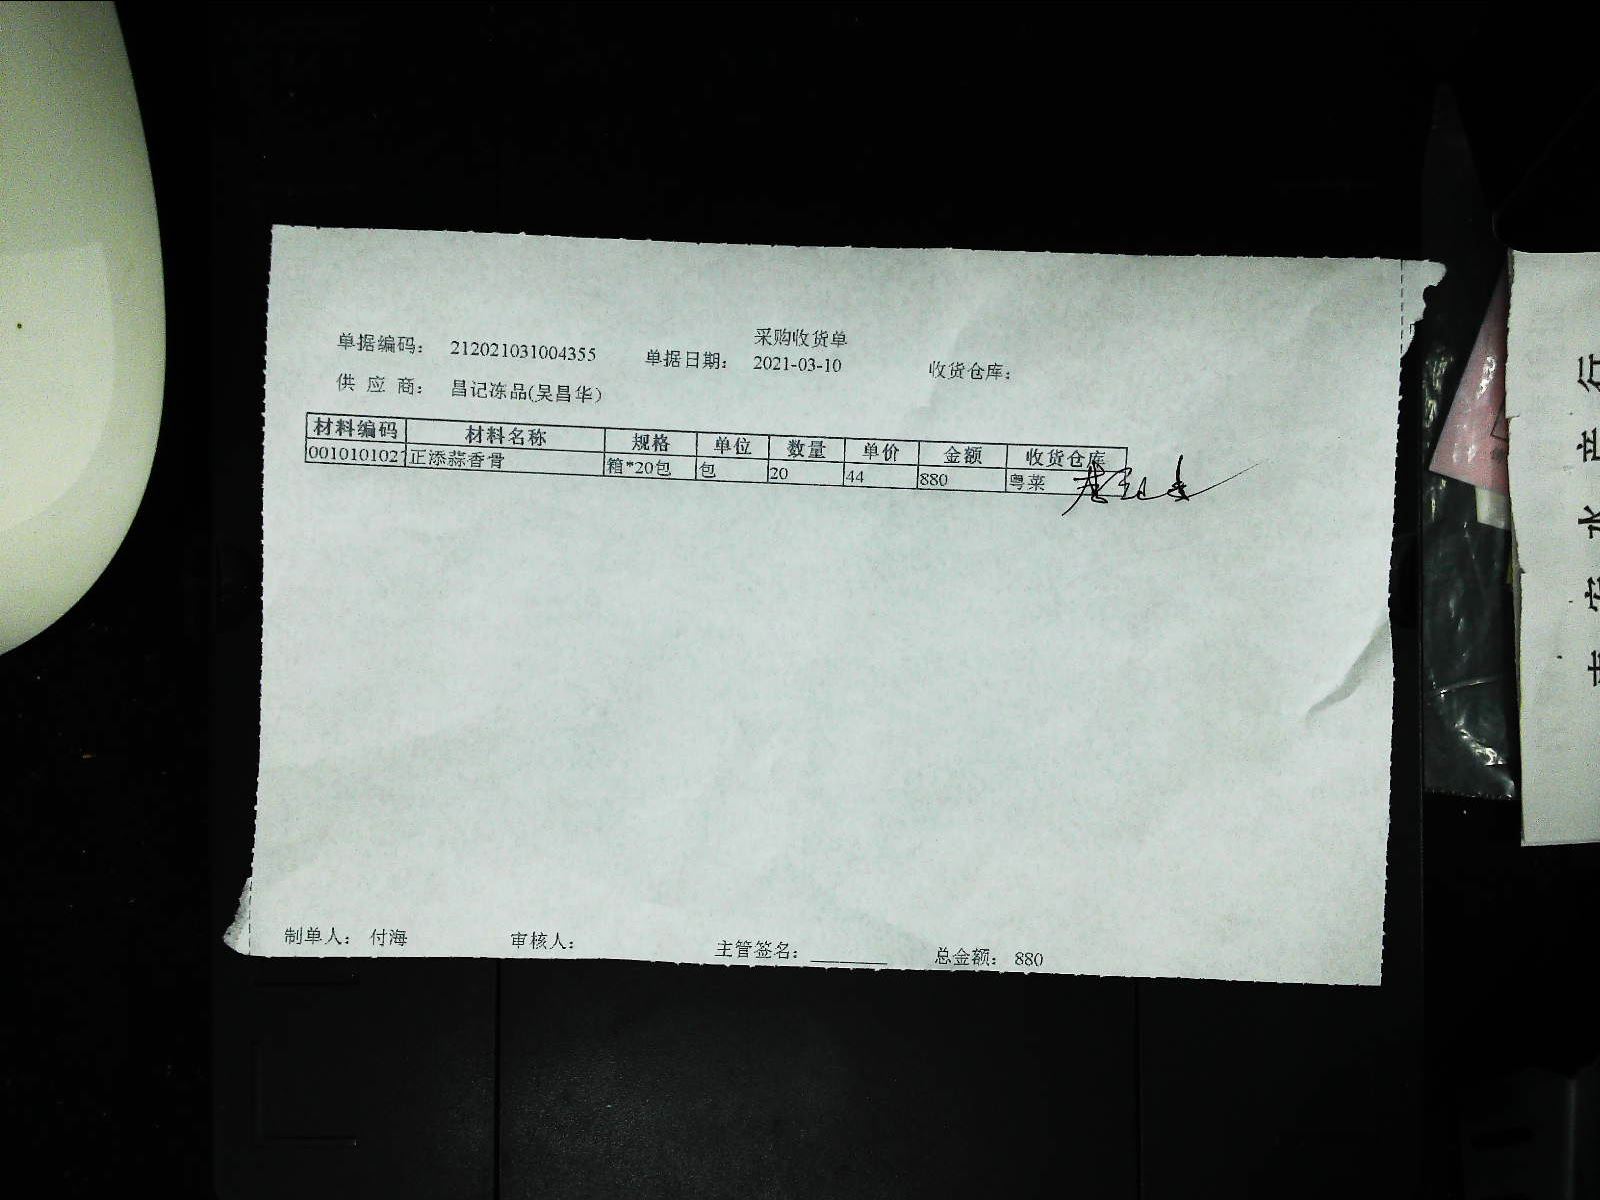 采购收货单
单据编码： 212021031004355 单据日期： 2021-03-10 收货仓库：
供 应 商： 昌记冻品(吴昌华)
材料编码 材料名称 规格 单位 数量 单价 金额 收货仓库
001010102 正添蒜香骨 箱*20包 包 20 44 880 粤菜
制单人： 付海 审核人： 主管签名：________ 总金额： 880